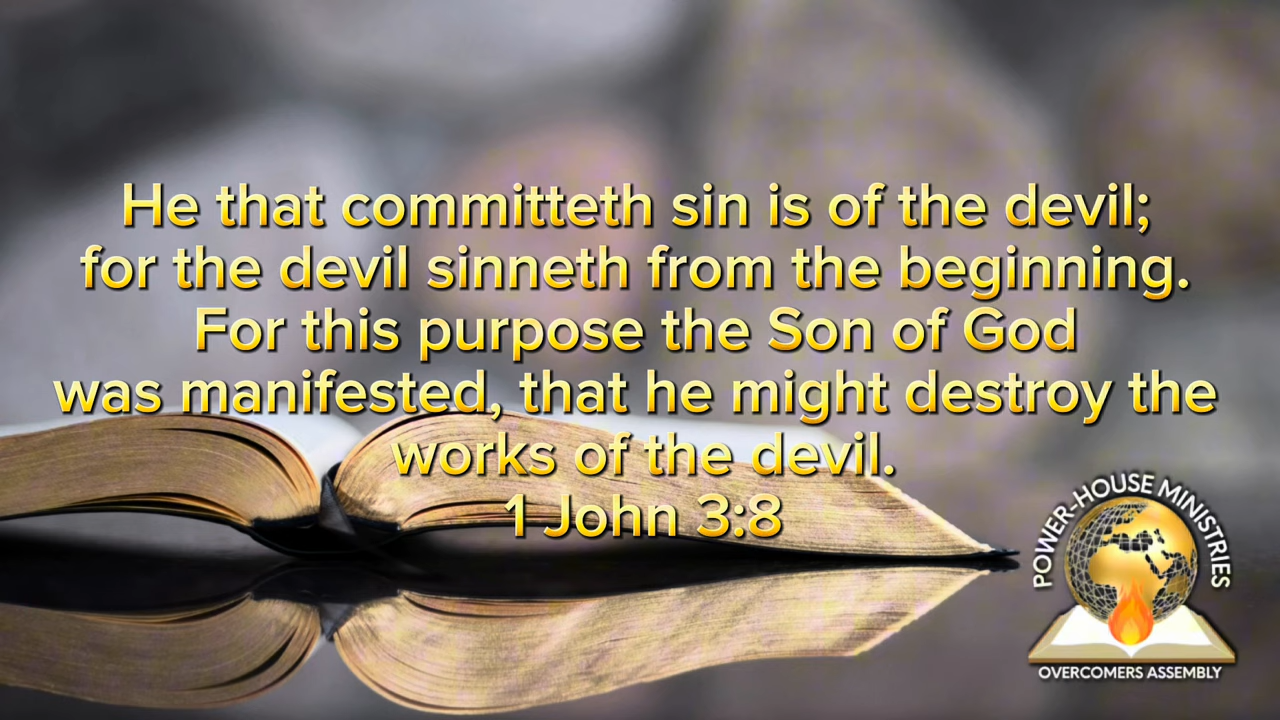 He that committeth sin is of the devil;
for the devil sinneth from the beginning.
For this purpose the Son of God
was manifested, that he might destroy the
works of the devil.
1 John 3:8
POWER-HOUSE MINISTRIES
OVERCOMERS ASSEMBLY